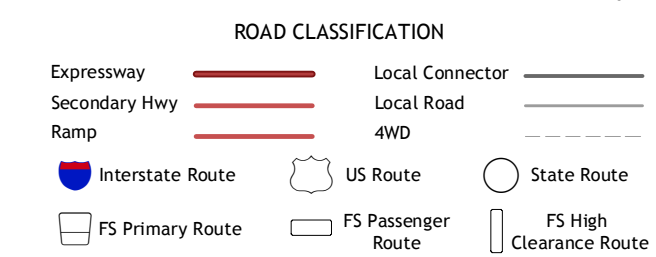 ROAD CLASSIFICATION
Expressway
Local Connector
Secondary Hwy
Local Road
Ramp
4WD
Interstate Route
US Route
State Route
FS Primary Route
FS Passenger
Route
FS High
Clearance Route